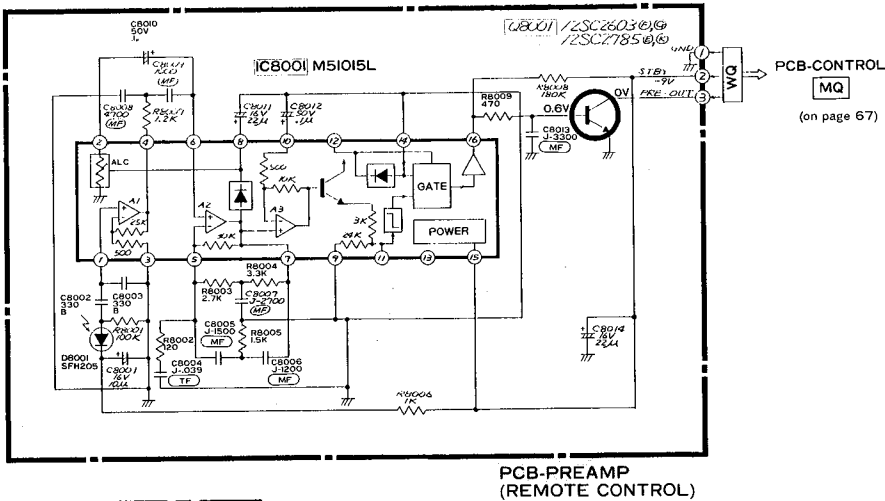 Q8001 /2SC2603
/2SC2785
C8010
50V
IC8001 M51015L
GND 1
STBY
-9V 2
PRE.OUT 3
WQ
PCB-CONTROL
MQ
(on page 67)
C8008
4700
(MF)
(MF)
1.2K
C8011
16V
22µ
C8012
50V
.1µ
R8008
180K
R8009
470
0.6V
0V
C8013
J-3300
MF
2 4 6 8 10 12 14 16
ALC
A1
25K
500
A2
30K
500
10K
A3
3K
24K
GATE
POWER
1 3 5 7 9 11 13 15
C8002
330
B
C8003
330
B
R8001
100K
D8001
SFH205
C8001
16V
10µ
R8002
120
C8004
J-.039
TF
R8003
2.7K
R8004
3.3K
C8007
J-2700
(MF)
C8005
J-1500
MF
R8005
1.5K
C8006
J-1200
MF
R8006
1K
C8014
16V
22µ
PCB-PREAMP
(REMOTE CONTROL)